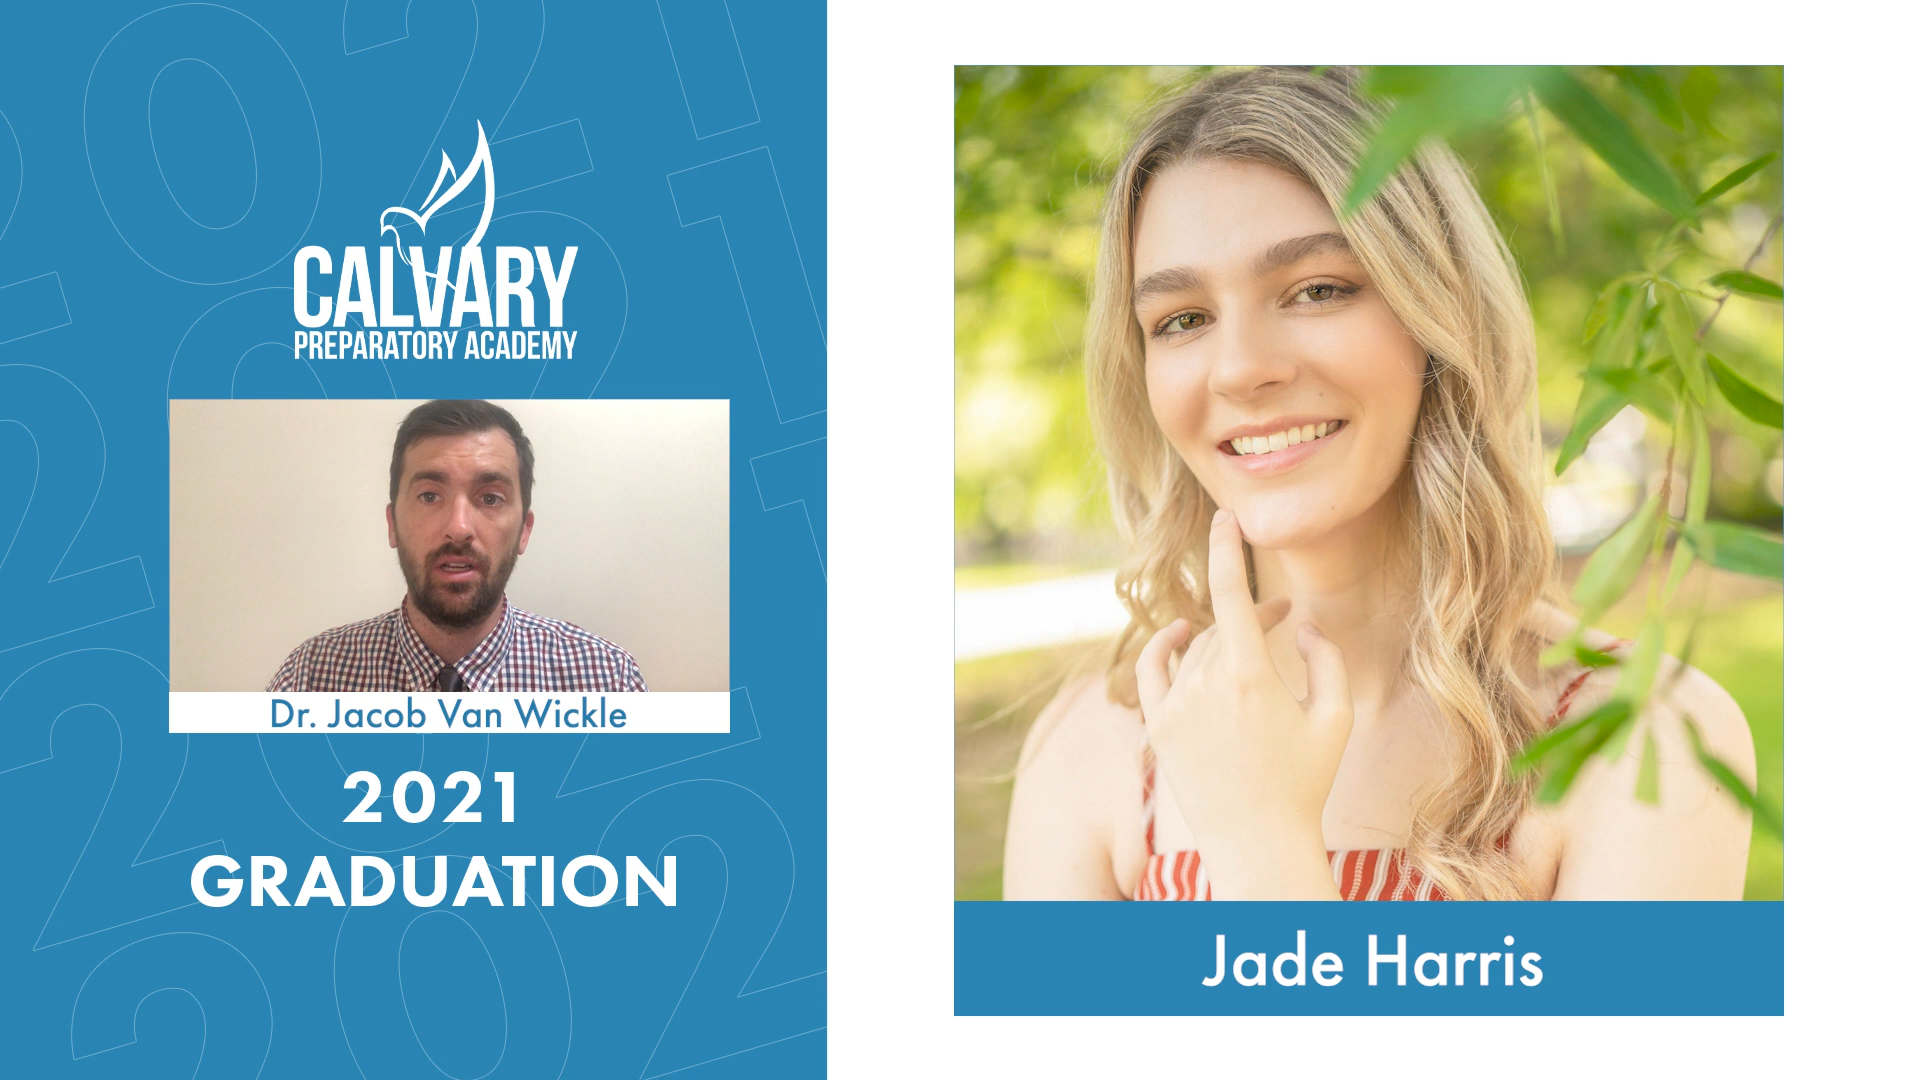 CALVARY
PREPARATORY ACADEMY
Dr. Jacob Van Wickle
2021
GRADUATION
Jade Harris